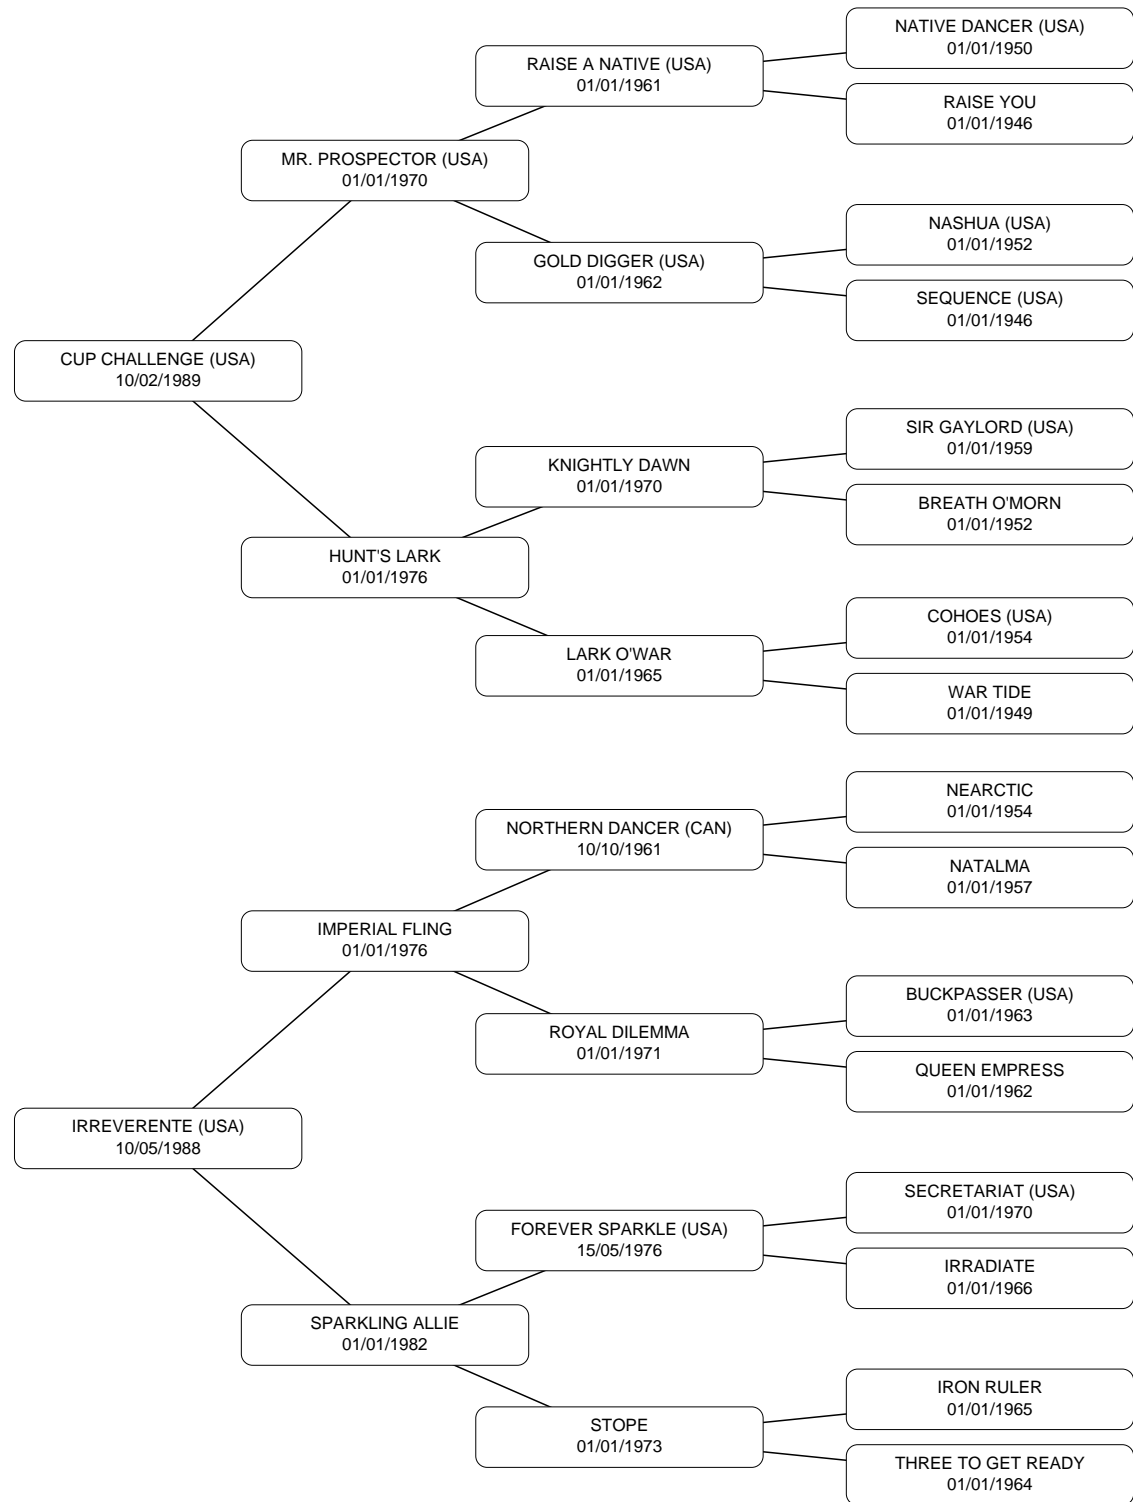 NATIVE DANCER (USA)
01/01/1950
RAISE A NATIVE (USA)
01/01/1961
RAISE YOU
01/01/1946
MR. PROSPECTOR (USA)
01/01/1970
NASHUA (USA)
01/01/1952
GOLD DIGGER (USA)
01/01/1962
SEQUENCE (USA)
01/01/1946
CUP CHALLENGE (USA)
10/02/1989
SIR GAYLORD (USA)
01/01/1959
KNIGHTLY DAWN
01/01/1970
BREATH O'MORN
01/01/1952
HUNT'S LARK
01/01/1976
COHOES (USA)
01/01/1954
LARK O'WAR
01/01/1965
WAR TIDE
01/01/1949
NEARCTIC
01/01/1954
NORTHERN DANCER (CAN)
10/10/1961
NATALMA
01/01/1957
IMPERIAL FLING
01/01/1976
BUCKPASSER (USA)
01/01/1963
ROYAL DILEMMA
01/01/1971
QUEEN EMPRESS
01/01/1962
IRREVERENTE (USA)
10/05/1988
SECRETARIAT (USA)
01/01/1970
FOREVER SPARKLE (USA)
15/05/1976
IRRADIATE
01/01/1966
SPARKLING ALLIE
01/01/1982
IRON RULER
01/01/1965
STOPE
01/01/1973
THREE TO GET READY
01/01/1964